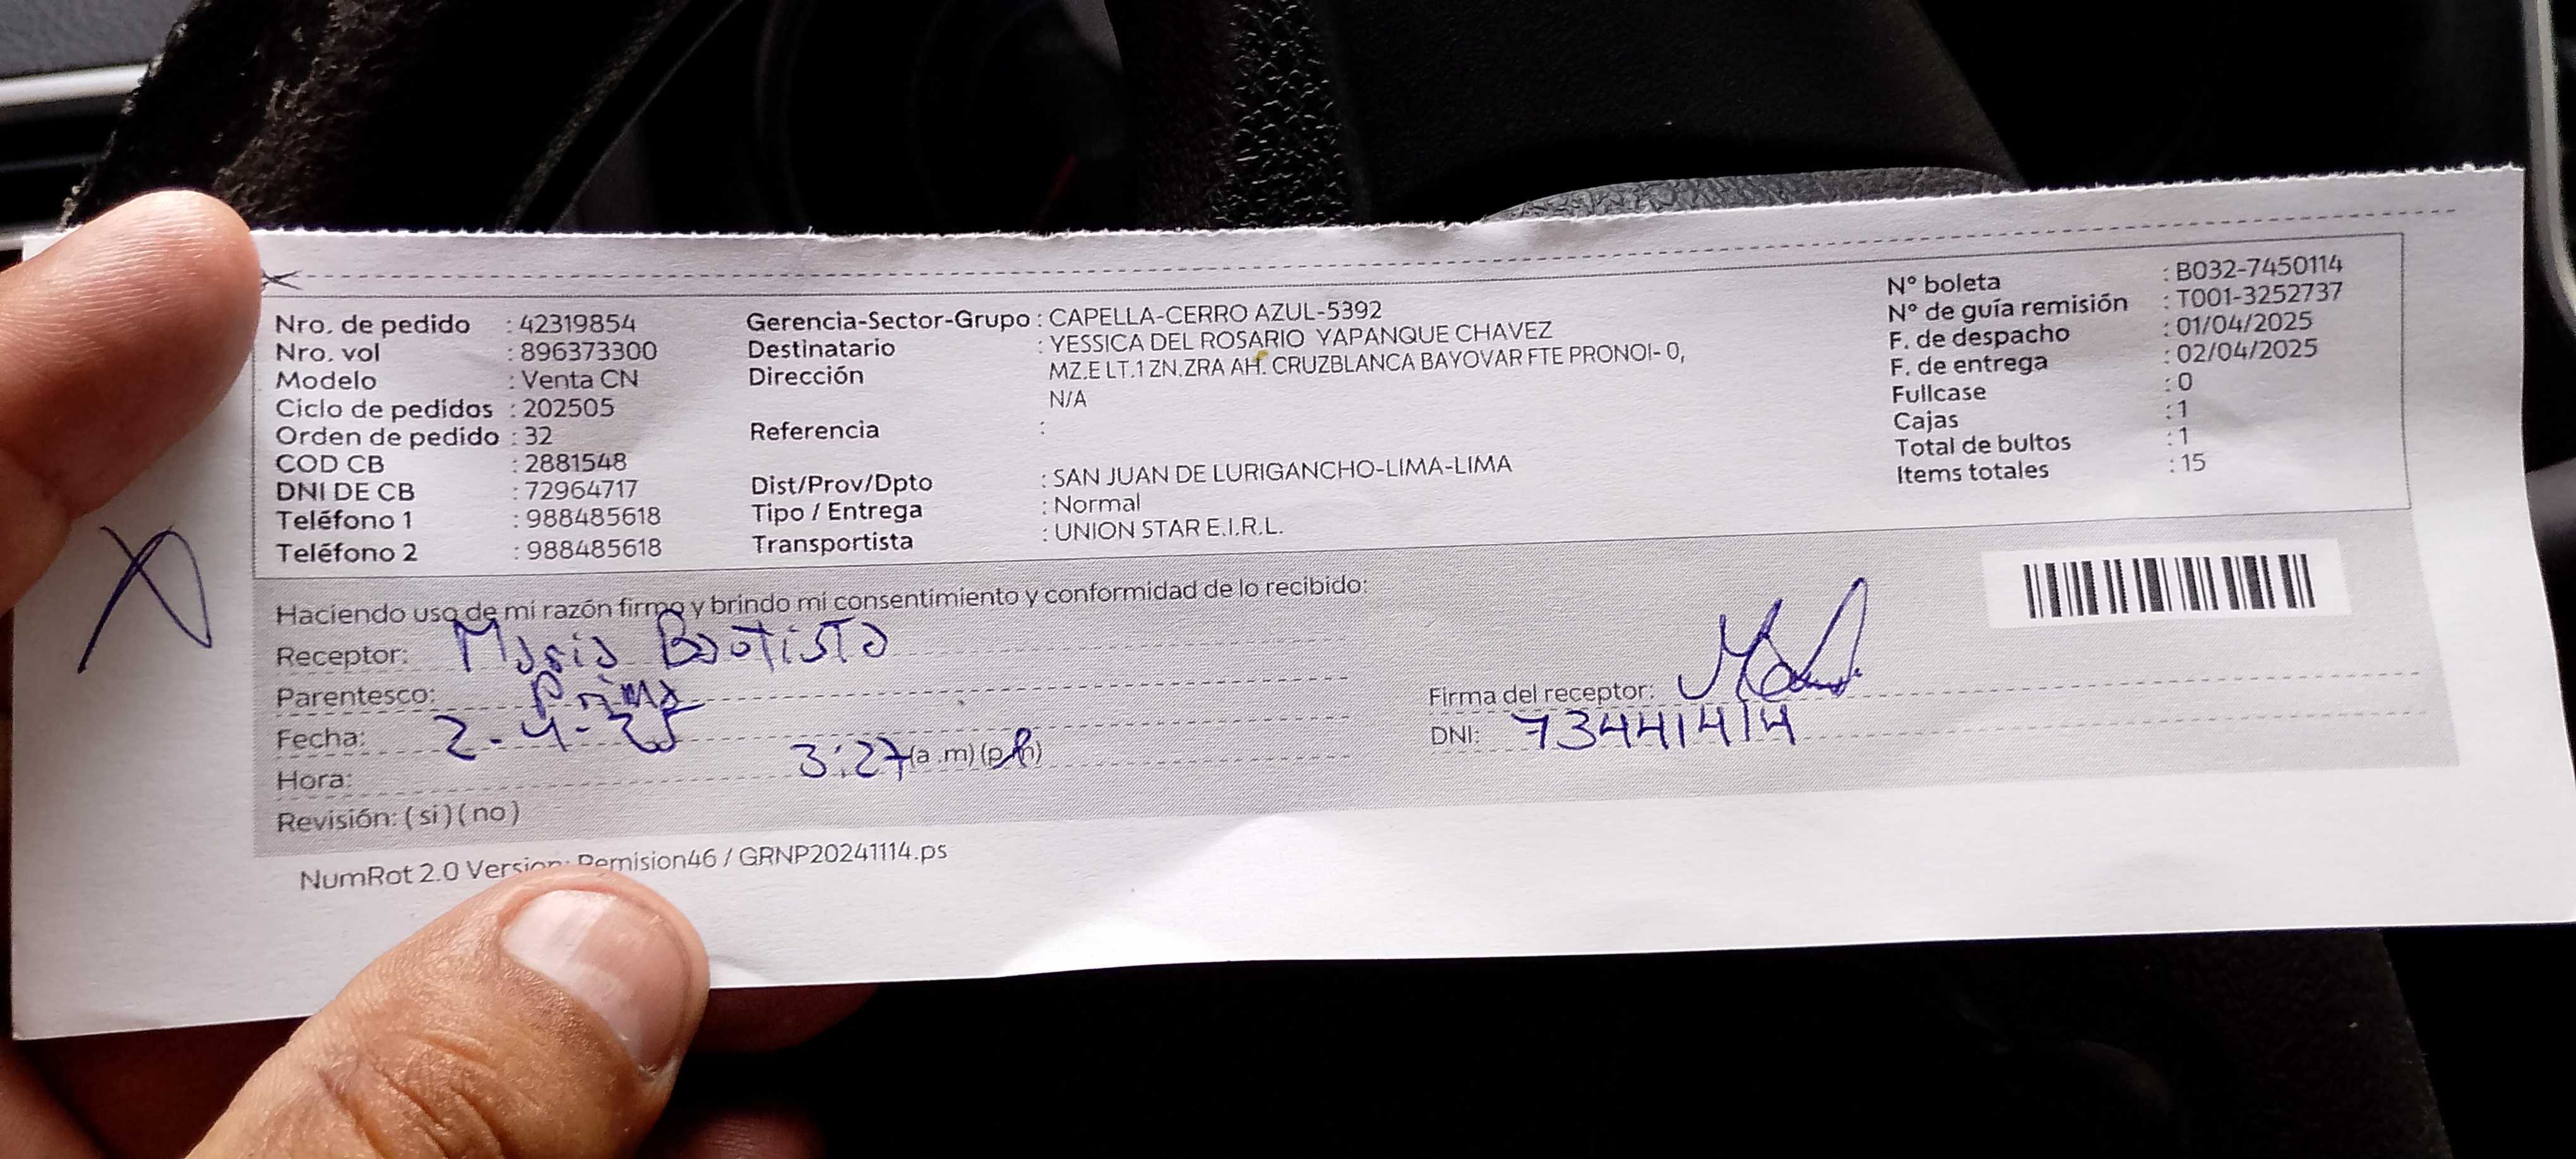 Nro. de pedido : 42319854
Nro. vol : 896373300
Modelo : Venta CN
Ciclo de pedidos : 202505
Orden de pedido : 32
COD CB : 2881548
DNI DE CB : 72964717
Teléfono 1 : 988485618
Teléfono 2 : 988485618
Gerencia-Sector-Grupo : CAPELLA-CERRO AZUL-5392
Destinatario : YESSICA DEL ROSARIO YAPANQUE CHAVEZ
Dirección MZ.E LT.1 ZN.ZRA AH. CRUZBLANCA BAYOVAR FTE PRONOI- 0,
N/A
Referencia :
Dist/Prov/Dpto : SAN JUAN DE LURIGANCHO-LIMA-LIMA
Tipo / Entrega : Normal
Transportista : UNION STAR E.I.R.L.
N° boleta : B032-7450114
N° de guía remisión : T001-3252737
F. de despacho : 01/04/2025
F. de entrega : 02/04/2025
Fullcase : 0
Cajas : 1
Total de bultos : 1
Items totales : 15
Haciendo uso de mi razón firmo y brindo mi consentimiento y conformidad de lo recibido:
Receptor: Maria Bautista
Parentesco: Prima
Fecha: 2-4-25
Hora: 3:27 (a.m) (p.m)
Revisión: (si) (no)
Firma del receptor:
DNI: 73441414
NumRot 2.0 Version: Remision46 / GRNP20241114.ps